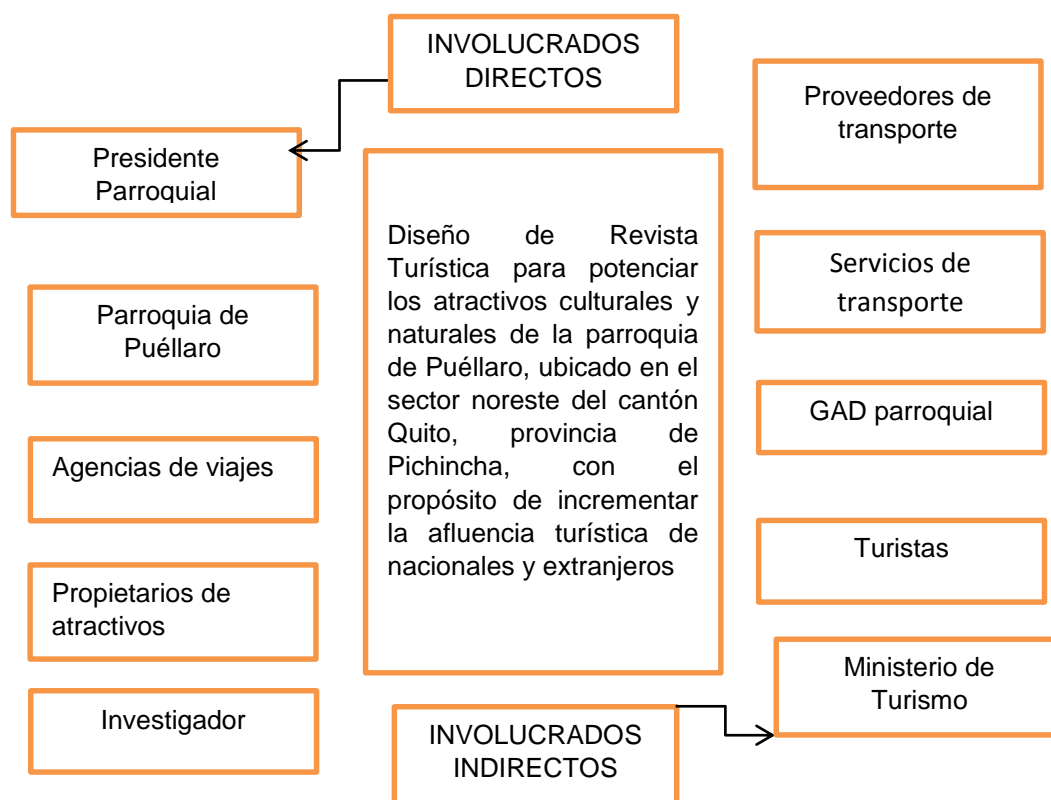 INVOLUCRADOS
DIRECTOS
Presidente
Parroquial
Parroquia de
Puéllaro
Agencias de viajes
Propietarios de
atractivos
Investigador
Diseño de Revista
Turística para potenciar
los atractivos culturales y
naturales de la parroquia
de Puéllaro, ubicado en el
sector noreste del cantón
Quito, provincia de
Pichincha, con el
propósito de incrementar
la afluencia turística de
nacionales y extranjeros
Proveedores de
transporte
Servicios de
transporte
GAD parroquial
Turistas
Ministerio de
Turismo
INVOLUCRADOS
INDIRECTOS